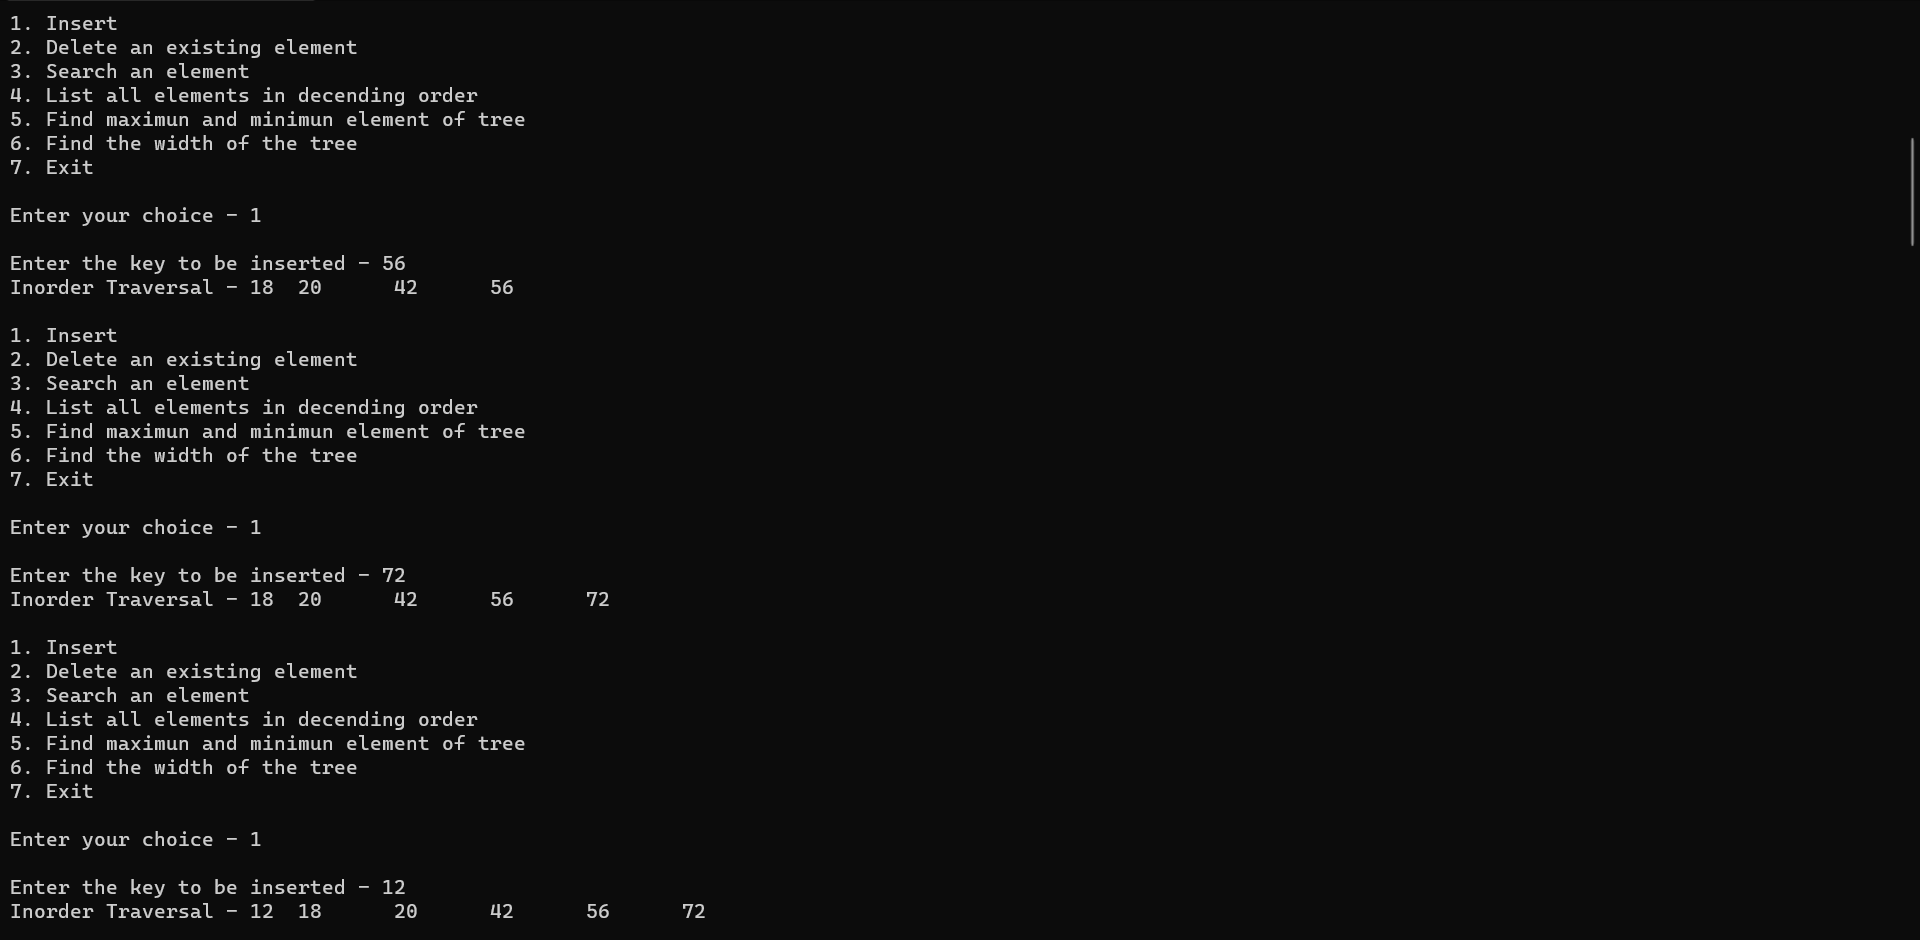 1. Insert
2. Delete an existing element
3. Search an element
4. List all elements in decending order
5. Find maximun and minimun element of tree
6. Find the width of the tree
7. Exit
Enter your choice - 1
Enter the key to be inserted - 56
Inorder Traversal - 18 20 42 56
1. Insert
2. Delete an existing element
3. Search an element
4. List all elements in decending order
5. Find maximun and minimun element of tree
6. Find the width of the tree
7. Exit
Enter your choice - 1
Enter the key to be inserted - 72
Inorder Traversal - 18 20 42 56 72
1. Insert
2. Delete an existing element
3. Search an element
4. List all elements in decending order
5. Find maximun and minimun element of tree
6. Find the width of the tree
7. Exit
Enter your choice - 1
Enter the key to be inserted - 12
Inorder Traversal - 12 18 20 42 56 72